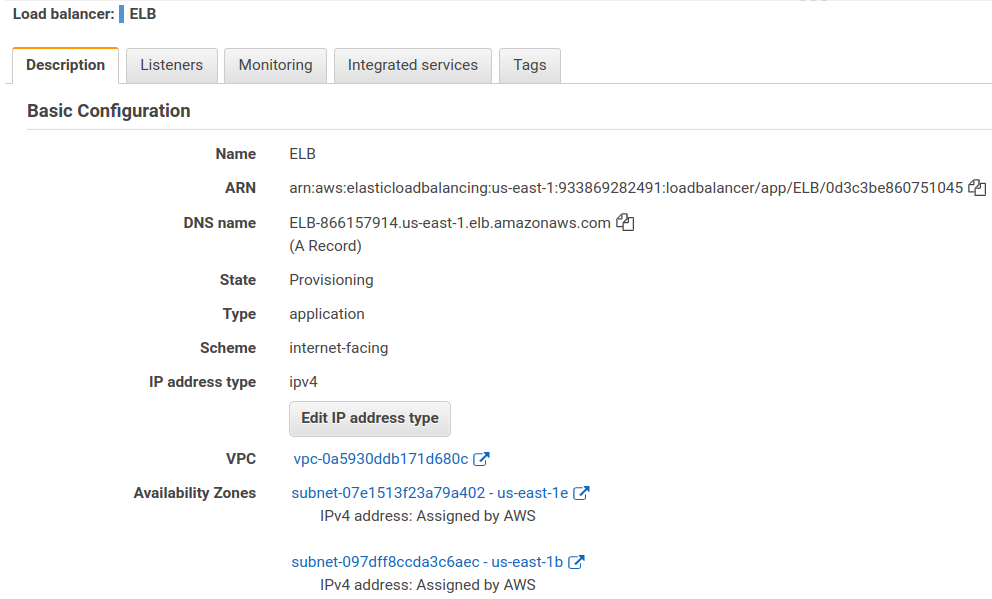 Load balancer: ELB
Description Listeners Monitoring Integrated services Tags
Basic Configuration
Name ELB
ARN arn:aws:elasticloadbalancing:us-east-1:933869282491:loadbalancer/app/ELB/0d3c3be860751045
DNS name ELB-866157914.us-east-1.elb.amazonaws.com
(A Record)
State Provisioning
Type application
Scheme internet-facing
IP address type ipv4
Edit IP address type
VPC vpc-0a5930ddb171d680c
Availability Zones subnet-07e1513f23a79a402 - us-east-1e
IPv4 address: Assigned by AWS
subnet-097dff8ccda3c6aec - us-east-1b
IPv4 address: Assigned by AWS